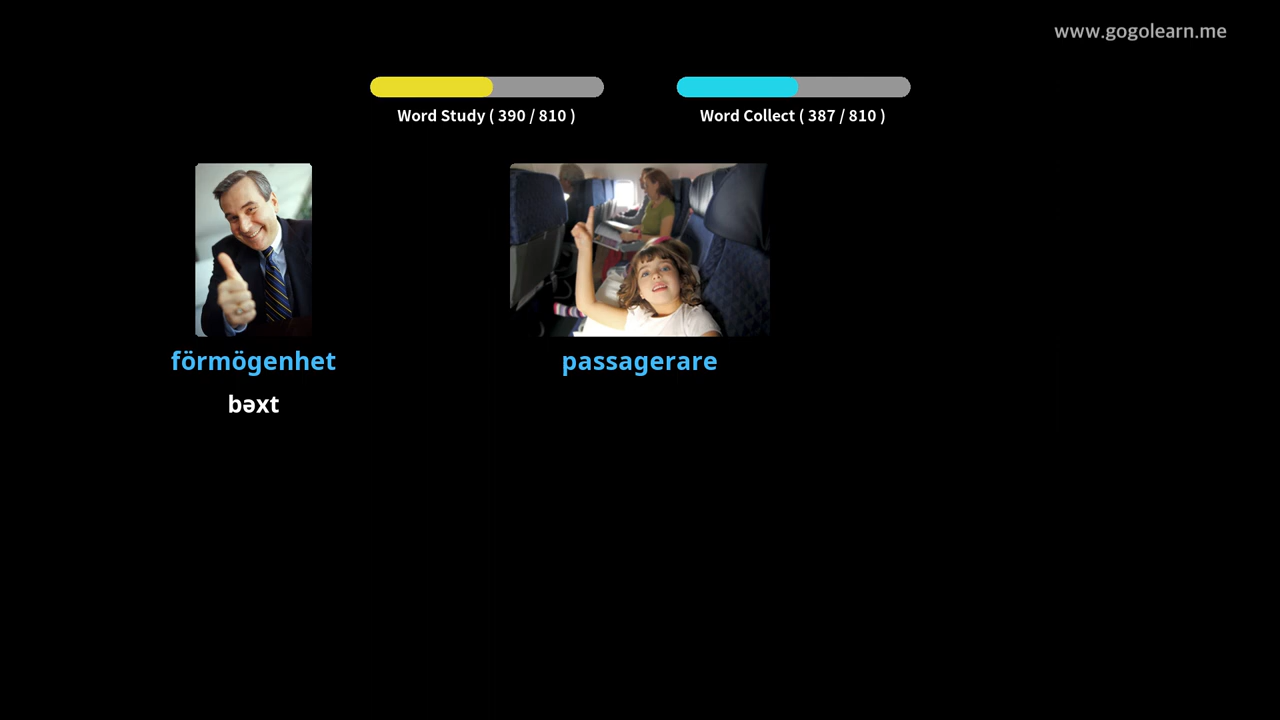 www.gogolearn.me
Word Study ( 390 / 810 )
Word Collect ( 387 / 810 )
förmögenhet
passagerare
bəxt